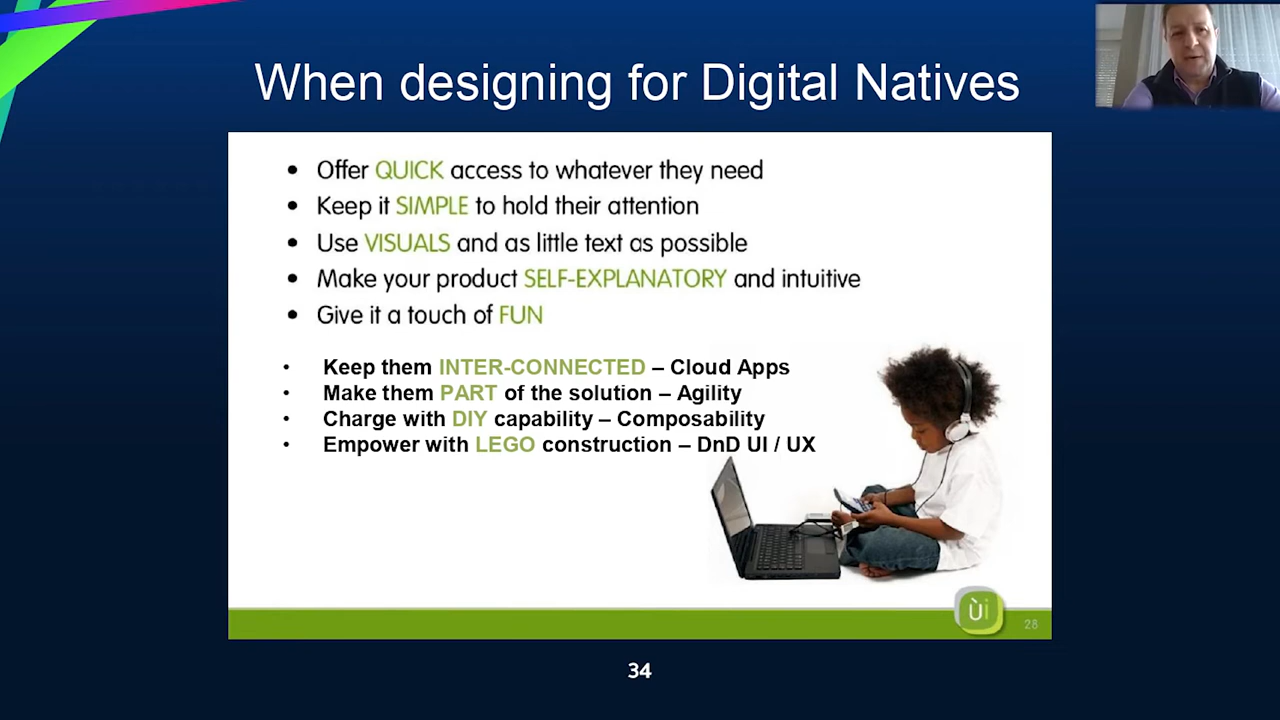 When designing for Digital Natives
• Offer QUICK access to whatever they need
• Keep it SIMPLE to hold their attention
• Use VISUALS and as little text as possible
• Make your product SELF-EXPLANATORY and intuitive
• Give it a touch of FUN
• Keep them INTER-CONNECTED – Cloud Apps
• Make them PART of the solution – Agility
• Charge with DIY capability – Composability
• Empower with LEGO construction – DnD UI / UX
Ùi
28
34